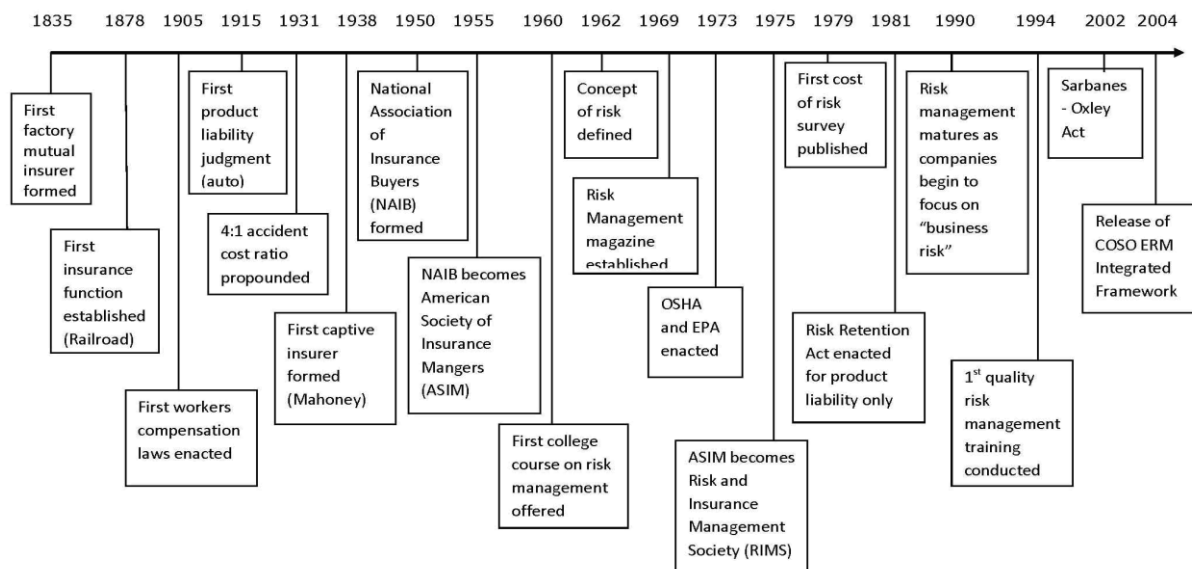 1835 1878 1905 1915 1931 1938 1950 1955 1960 1962 1969 1973 1975 1979 1981 1990 1994 2002 2004
First
factory
mutual
insurer
formed
First
insurance
function
established
(Railroad)
First workers
compensation
laws enacted
First
product
liability
judgment
(auto)
4:1 accident
cost ratio
propounded
First captive
insurer
formed
(Mahoney)
National
Association
of
Insurance
Buyers
(NAIB)
formed
NAIB becomes
American
Society of
Insurance
Mangers
(ASIM)
First college
course on risk
management
offered
Concept
of risk
defined
Risk
Management
magazine
established
OSHA
and EPA
enacted
ASIM becomes
Risk and
Insurance
Management
Society (RIMS)
First cost
of risk
survey
published
Risk Retention
Act enacted
for product
liability only
Risk
management
matures as
companies
begin to
focus on
“business
risk”
1st quality
risk
management
training
conducted
Sarbanes
- Oxley
Act
Release of
COSO ERM
Integrated
Framework